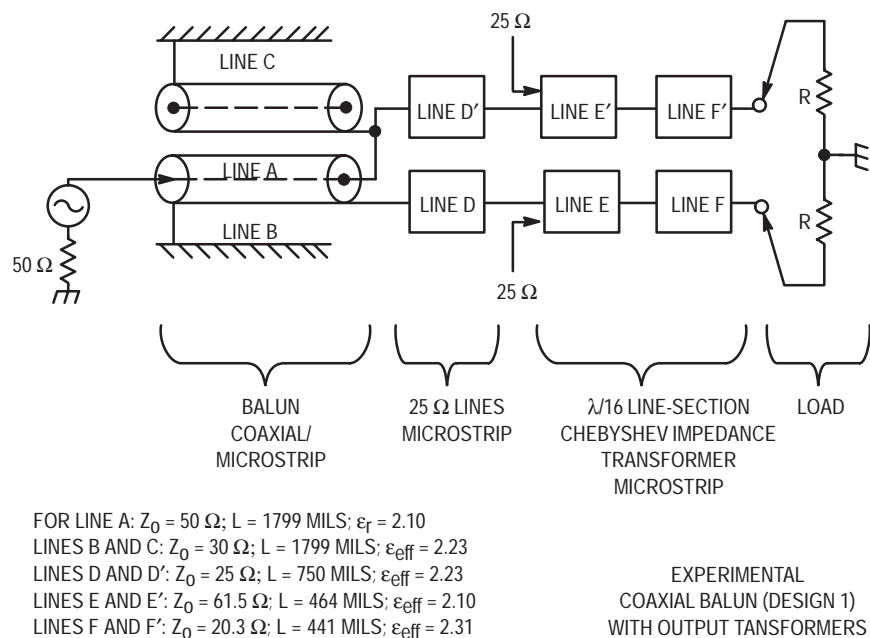 25 Ω
LINE C
LINE D′
LINE E′
LINE F′
R
LINE A
LINE D
LINE E
LINE F
R
LINE B
50 Ω
25 Ω
BALUN
COAXIAL/
MICROSTRIP
25 Ω LINES
MICROSTRIP
λ/16 LINE-SECTION
CHEBYSHEV IMPEDANCE
TRANSFORMER
MICROSTRIP
LOAD
FOR LINE A: Z0 = 50 Ω; L = 1799 MILS; εr = 2.10
LINES B AND C: Z0 = 30 Ω; L = 1799 MILS; εeff = 2.23
LINES D AND D′: Z0 = 25 Ω; L = 750 MILS; εeff = 2.23
LINES E AND E′: Z0 = 61.5 Ω; L = 464 MILS; εeff = 2.10
LINES F AND F′: Z0 = 20.3 Ω; L = 441 MILS; εeff = 2.31
EXPERIMENTAL
COAXIAL BALUN (DESIGN 1)
WITH OUTPUT TANSFORMERS